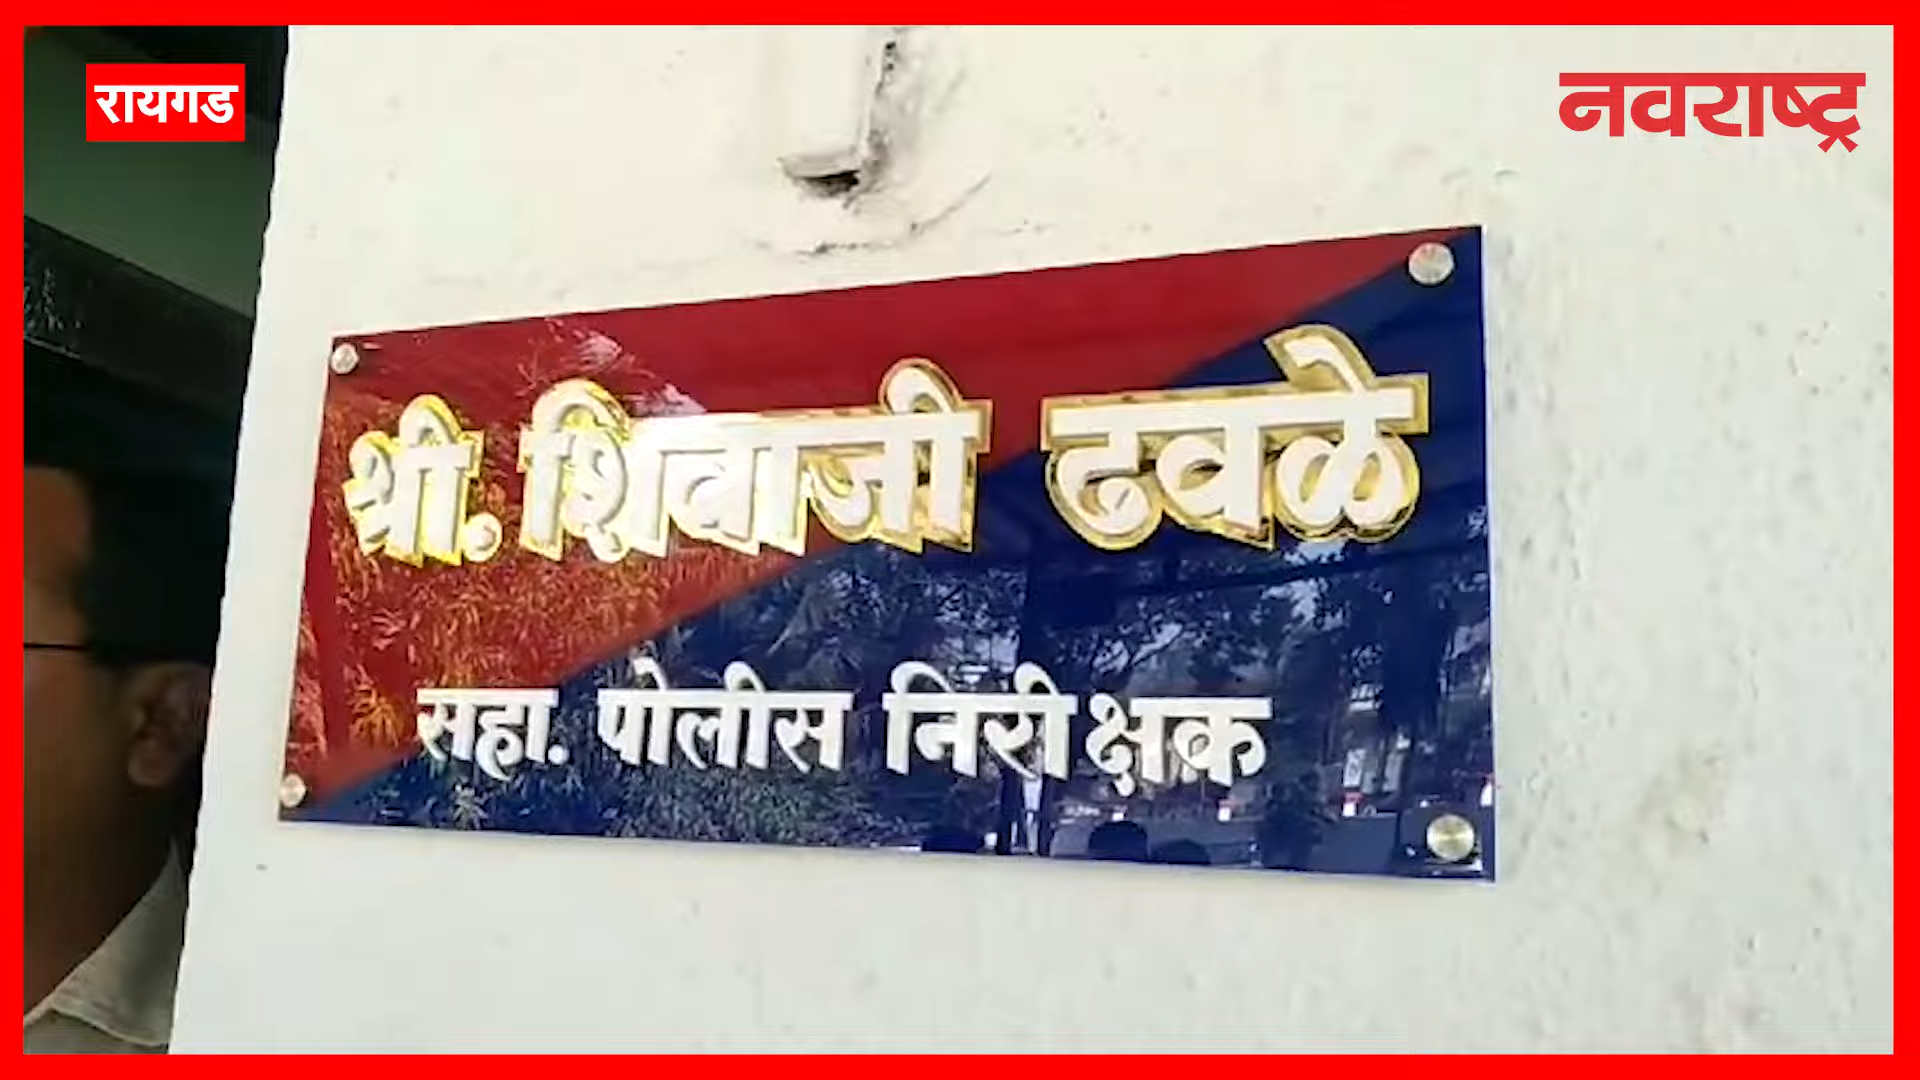 रायगड
नवराष्ट्र
श्री. शिवाजी ढवळे
सहा. पोलीस निरीक्षक